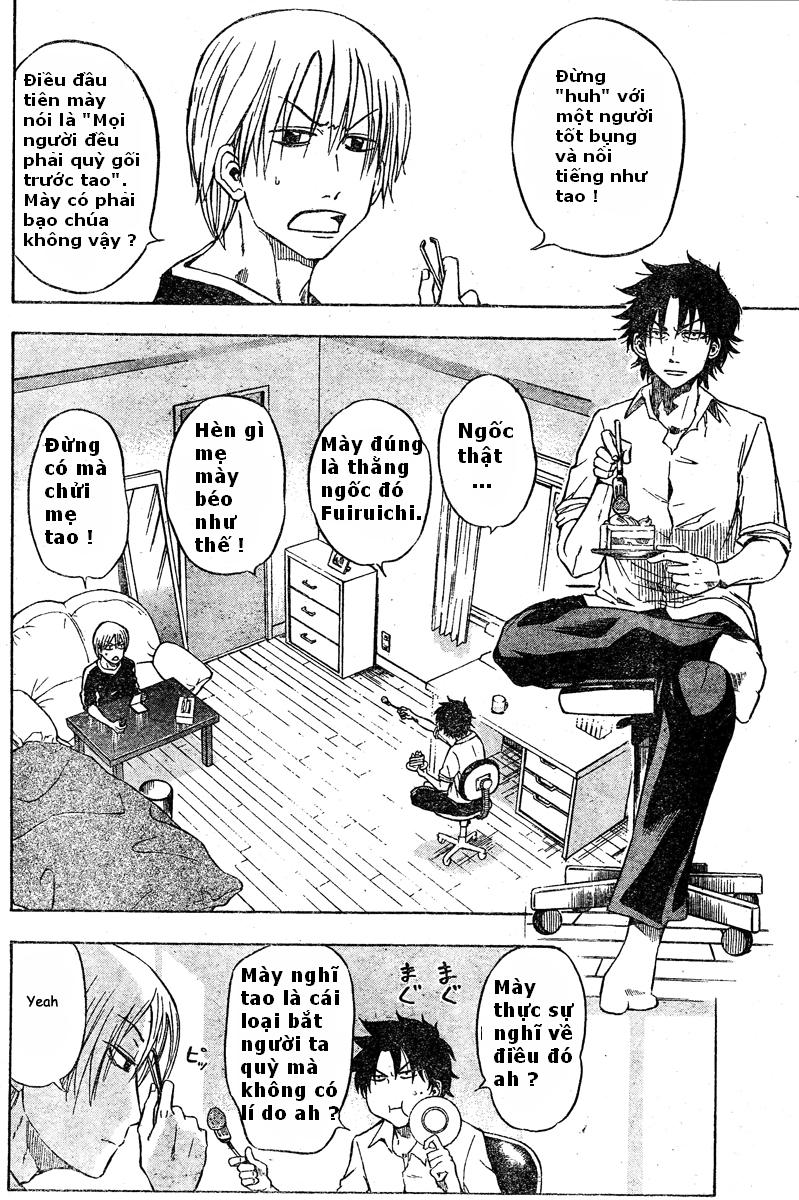 Đừng
"huh" với
một người
tốt bụng
và nổi
tiếng như
tao !
Điều đầu
tiên mày
nói là "Mọi
người đều
phải quỳ gối
trước tao".
Mày có phải
bạo chúa
không vậy ?
Ngốc
thật
...
Mày đúng
là thằng
ngốc đó
Fuiruichi.
Hèn gì
mẹ
mày
béo
như
thế !
Đừng
có mà
chửi
mẹ
tao !
Mày
thực sự
nghĩ về
điều đó
ah ?
まぐ
まぐ
Mày nghĩ
tao là cái
loại bắt
người ta
quỳ mà
không có
lí do ah ?
ピッ
Yeah